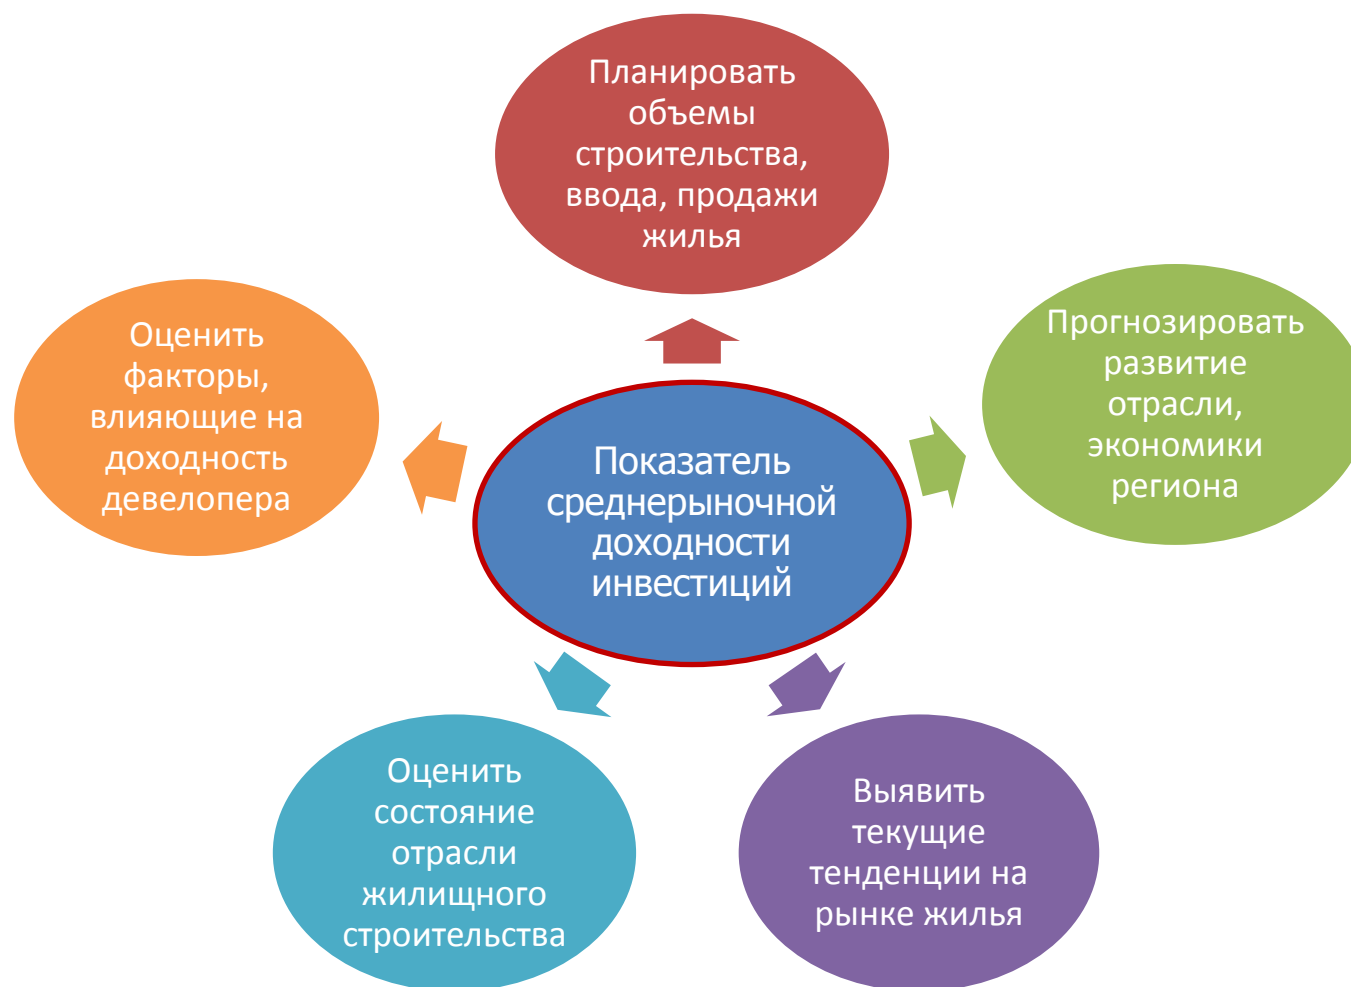 Планировать
объемы
строительства,
ввода, продажи
жилья
Прогнозировать
развитие
отрасли,
экономики
региона
Оценить
факторы,
влияющие на
доходность
девелопера
Показатель
среднерыночной
доходности
инвестиций
Оценить
состояние
отрасли
жилищного
строительства
Выявить
текущие
тенденции на
рынке жилья